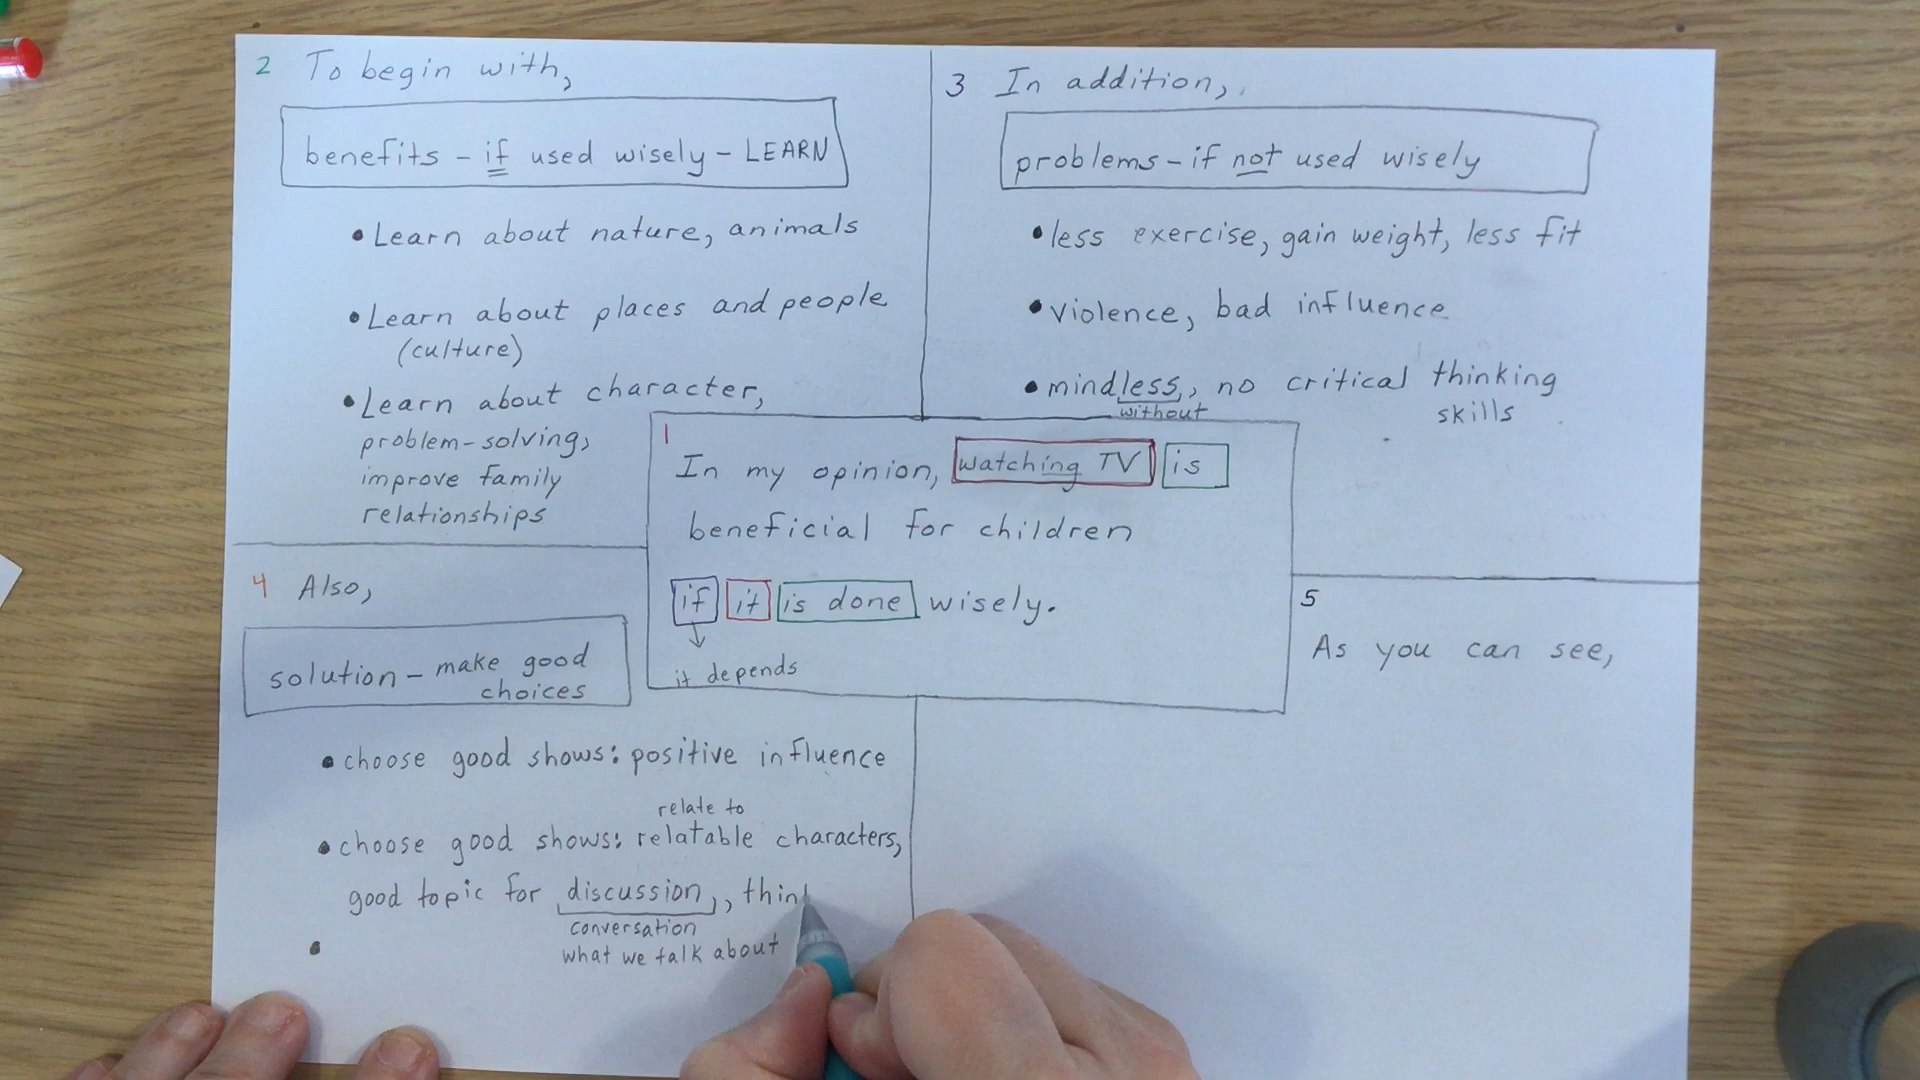 2 To begin with,
benefits - if used wisely - LEARN
• Learn about nature, animals
• Learn about places and people
(culture)
• Learn about character,
problem-solving,
improve family
relationships
3 In addition,
problems - if not used wisely
• less exercise, gain weight, less fit
• violence, bad influence
• mindless, no critical thinking
without
skills
1
In my opinion, watching TV is
beneficial for children
if it is done wisely.
it depends
4 Also,
solution - make good
choices
• choose good shows: positive influence
relate to
• choose good shows: relatable characters,
good topic for discussion, thin
conversation
what we talk about
•
5
As you can see,